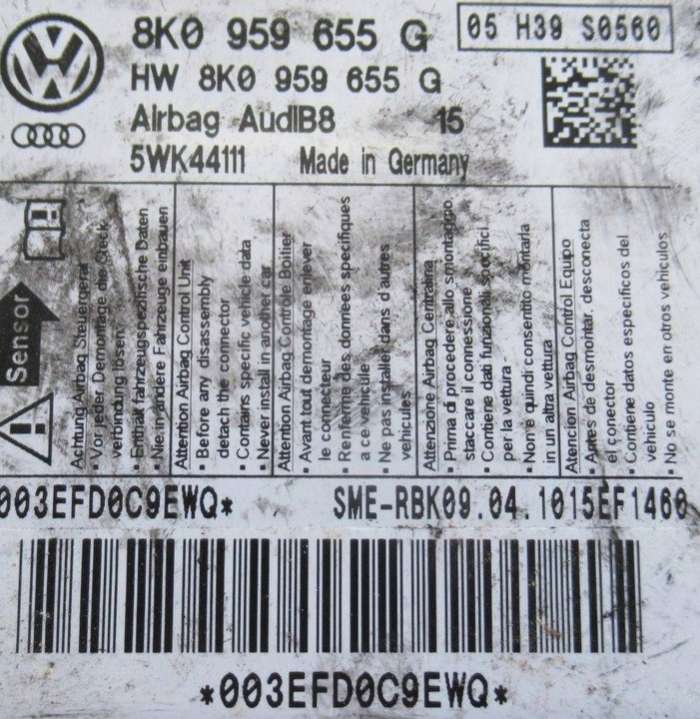 8K0 959 655 G
05 H39 S0560
HW 8K0 959 655 G
Airbag AudIB8 15
5WK44111 Made in Germany
Sensor
Achtung Airbag Steuergerät
• Vor jeder Demontage die Steck-
verbindung lösen.
• Enthält fahrzeugspezifische Daten
• Nie in andere Fahrzeuge einbauen
Attention Airbag Control Unit
• Before any disassembly
detach the connector
• Contains specific vehicle data
• Never install in another car
Attention Airbag Contrôle Boîtier
• Avant tout demontage enlever
le connecteur
• Renferme des données spécifiques
a ce véhicule
• Ne pas installer dans d'autres
véhicules
Attenzione Airbag Centralina
• Prima di procedere allo smontaggio
staccare il connessione
• Contiene dati funzionali specifici
per la vettura
• Non e quindi consentito montarla
in un altra vettura
Atencion Airbag Control Equipo
• Antes de desmontar, desconecta
el conector
• Contiene datos especificos del
vehiculo
• No se monte en otros vehiculos
003EFD0C9EWQ* SME-RBK09.04.1015EF1460
*003EFD0C9EWQ*